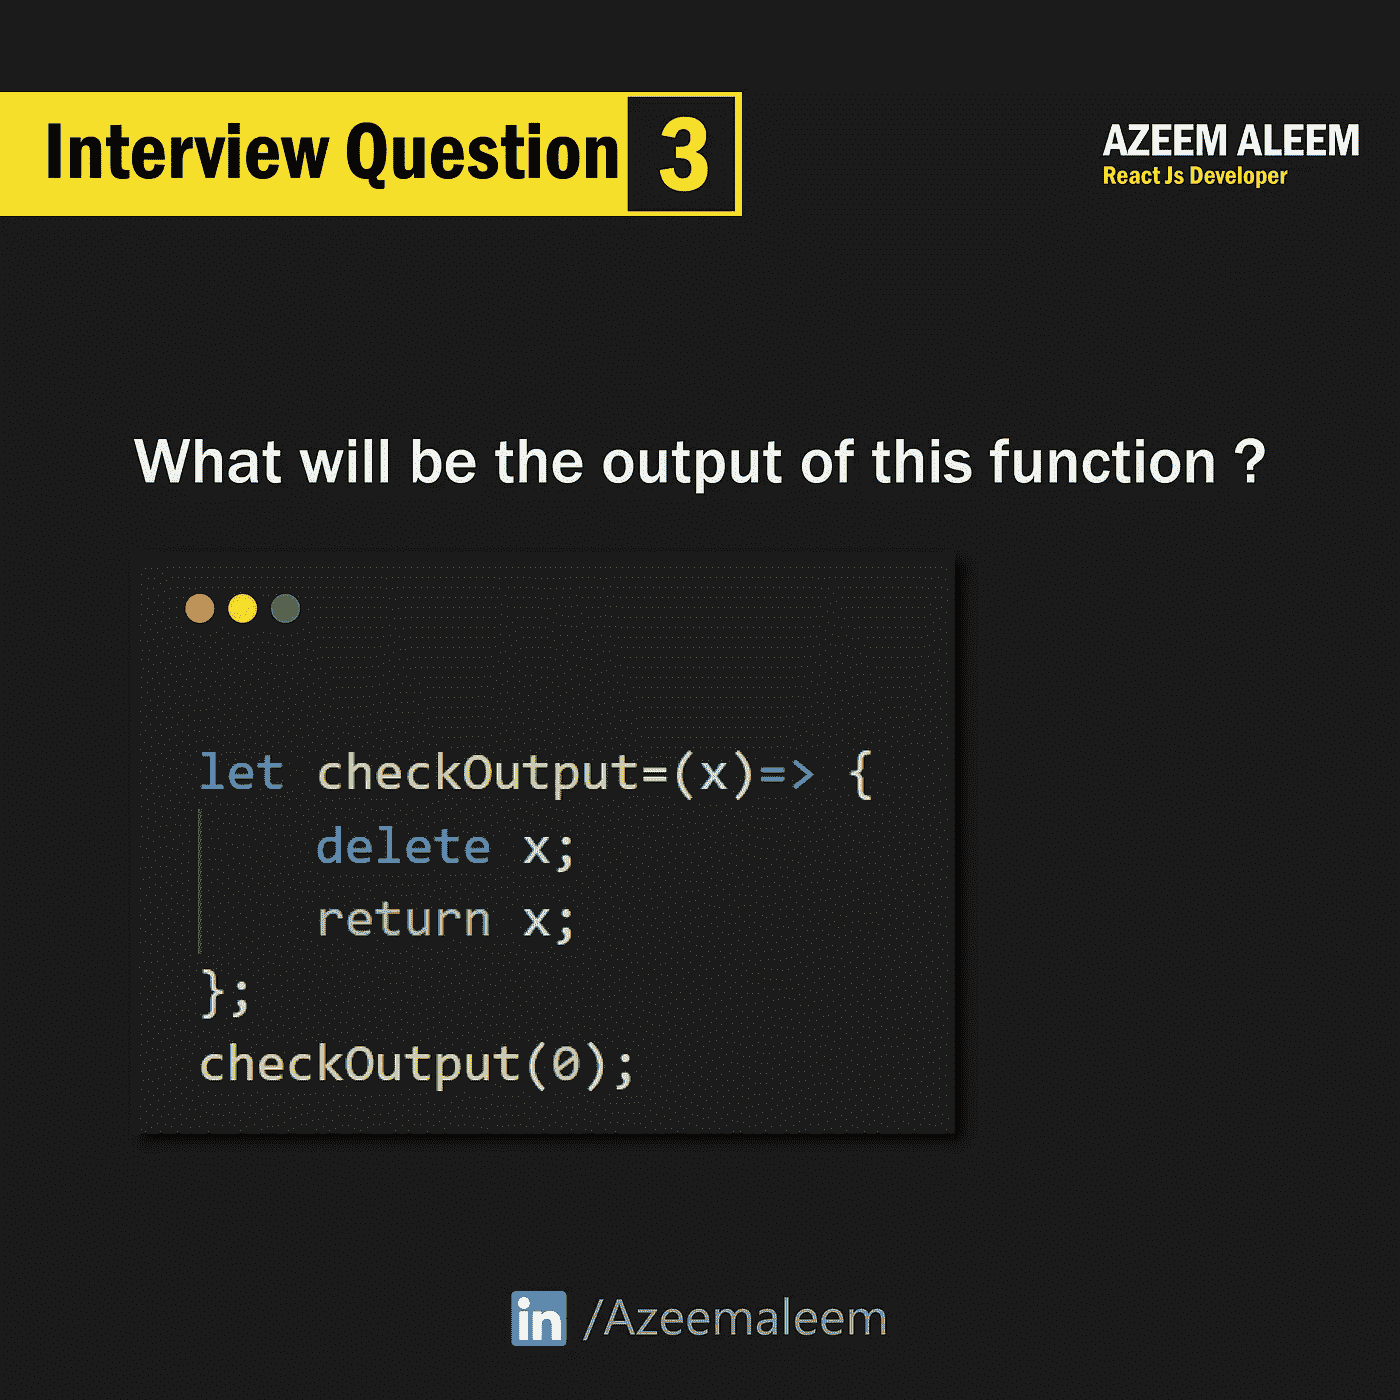 Interview Question 3
AZEEM ALEEM
React Js Developer
What will be the output of this function ?
let checkOutput=(x)=> {
delete x;
return x;
};
checkOutput(0);
in /Azeemaleem